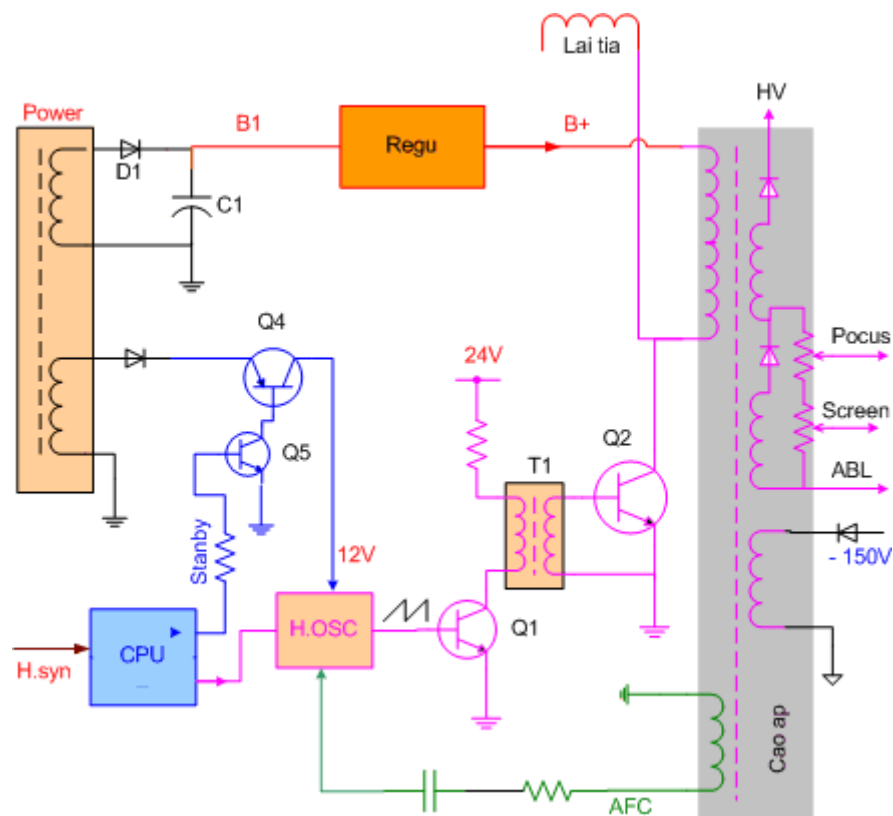 Lai tia
HV
Power
B1
Regu
B+
D1
C1
Q4
24V
Pocus
Screen
Q5
Q2
T1
ABL
Stanby
12V
- 150V
H.OSC
Q1
CPU
H.syn
Cao ap
AFC